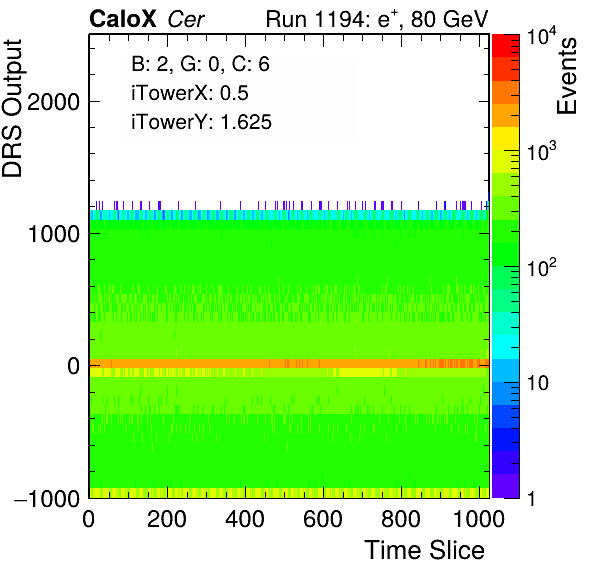 CaloX Cer Run 1194: e+, 80 GeV
B: 2, G: 0, C: 6
iTowerX: 0.5
iTowerY: 1.625
DRS Output
2000
1000
0
−1000
0 200 400 600 800 1000
Time Slice
Events
10^4
10^3
10^2
10
1